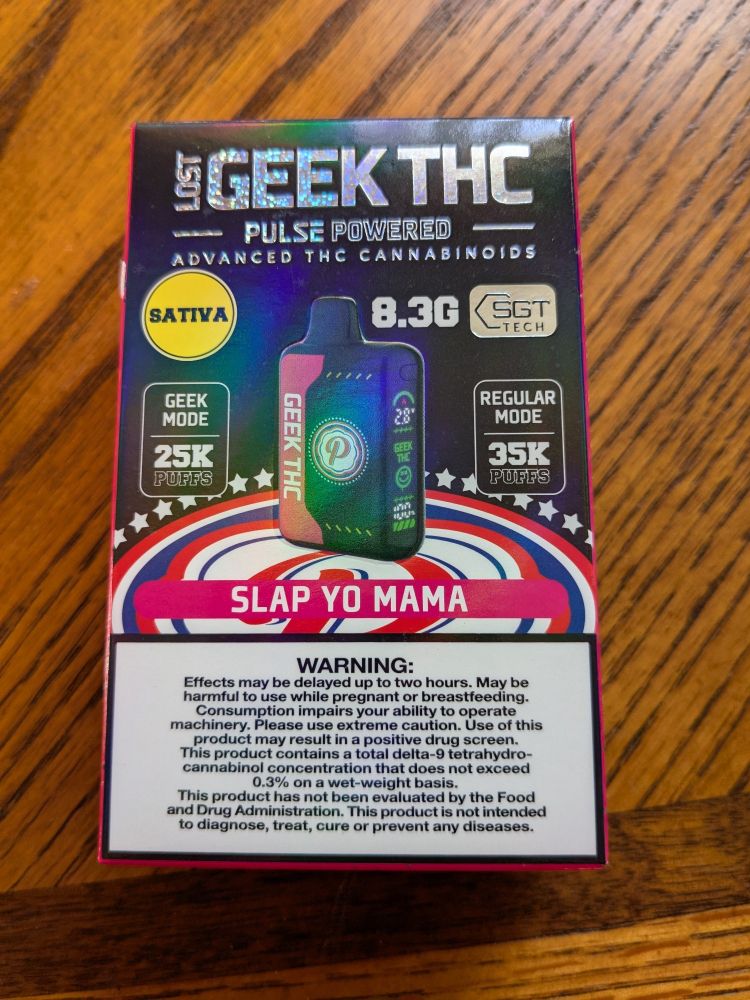 LOST GEEK THC
PULSE POWERED
ADVANCED THC CANNABINOIDS
SATIVA
8.3G
SGT
TECH
GEEK
MODE
25K
PUFFS
REGULAR
MODE
35K
PUFFS
GEEK THC
P
2.8
GEEK
THC
100%
SLAP YO MAMA
WARNING:
Effects may be delayed up to two hours. May be
harmful to use while pregnant or breastfeeding.
Consumption impairs your ability to operate
machinery. Please use extreme caution. Use of this
product may result in a positive drug screen.
This product contains a total delta-9 tetrahydro-
cannabinol concentration that does not exceed
0.3% on a wet-weight basis.
This product has not been evaluated by the Food
and Drug Administration. This product is not intended
to diagnose, treat, cure or prevent any diseases.